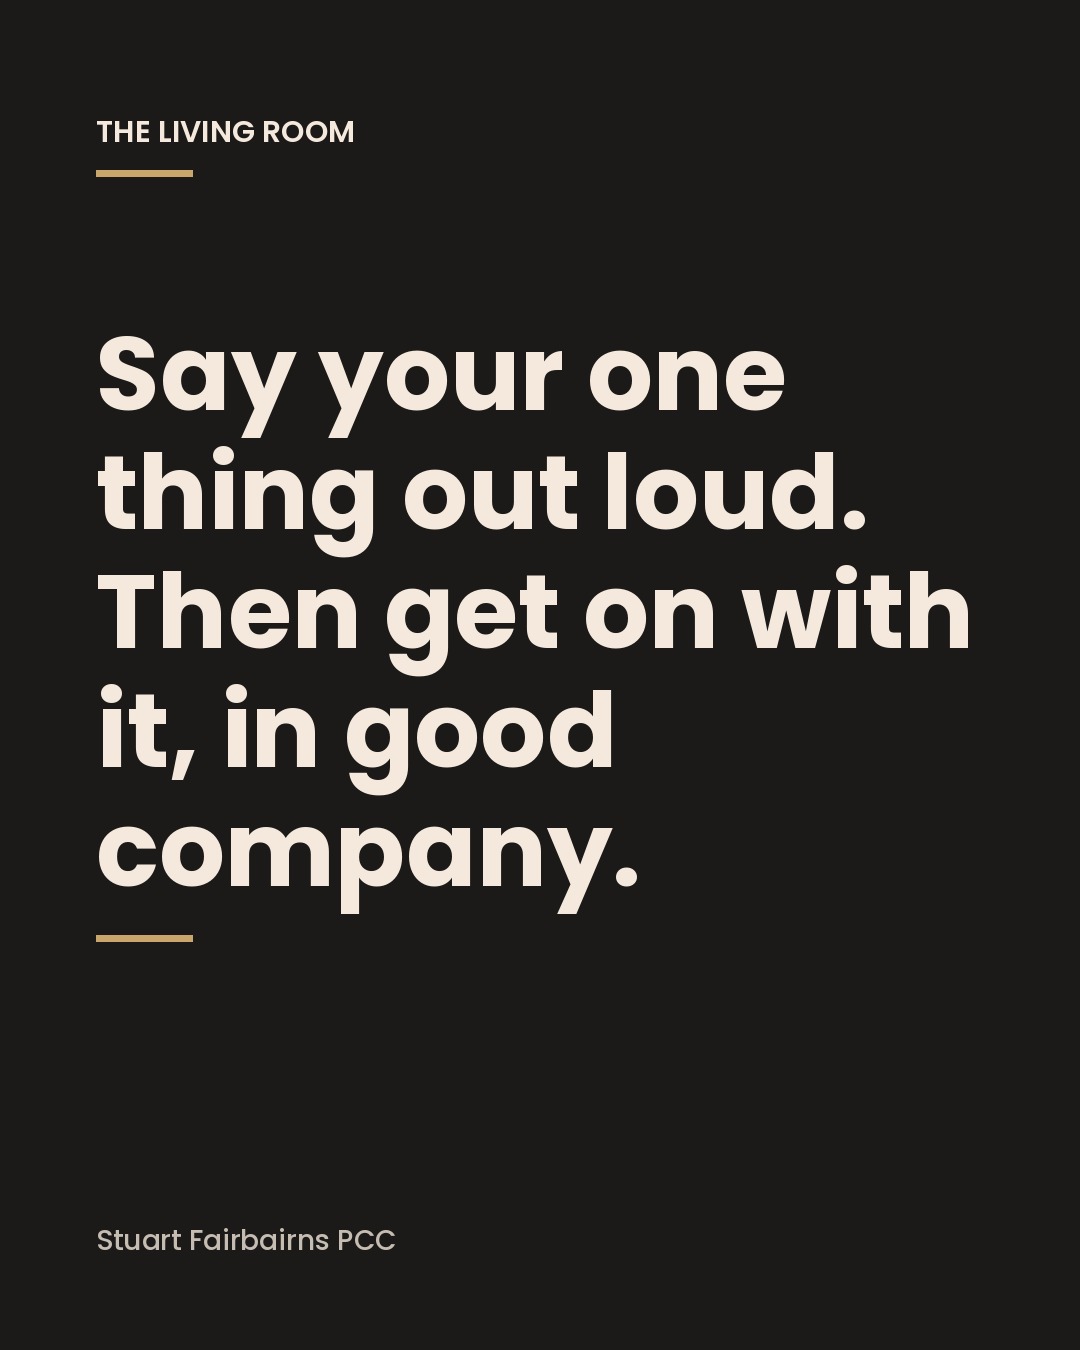 THE LIVING ROOM
Say your one
thing out loud.
Then get on with
it, in good
company.
Stuart Fairbairns PCC